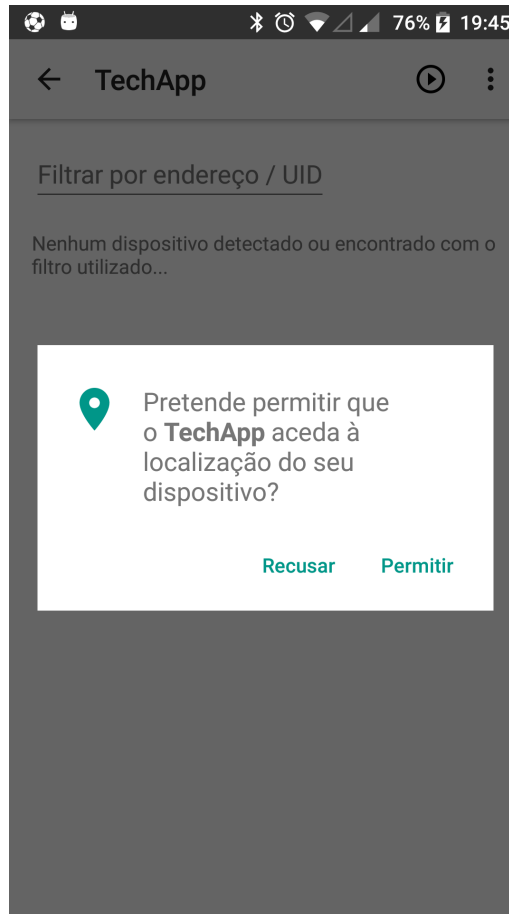 76% 19:45
TechApp
Filtrar por endereço / UID
Nenhum dispositivo detectado ou encontrado com o
filtro utilizado...
Pretende permitir que
o TechApp aceda à
localização do seu
dispositivo?
Recusar Permitir